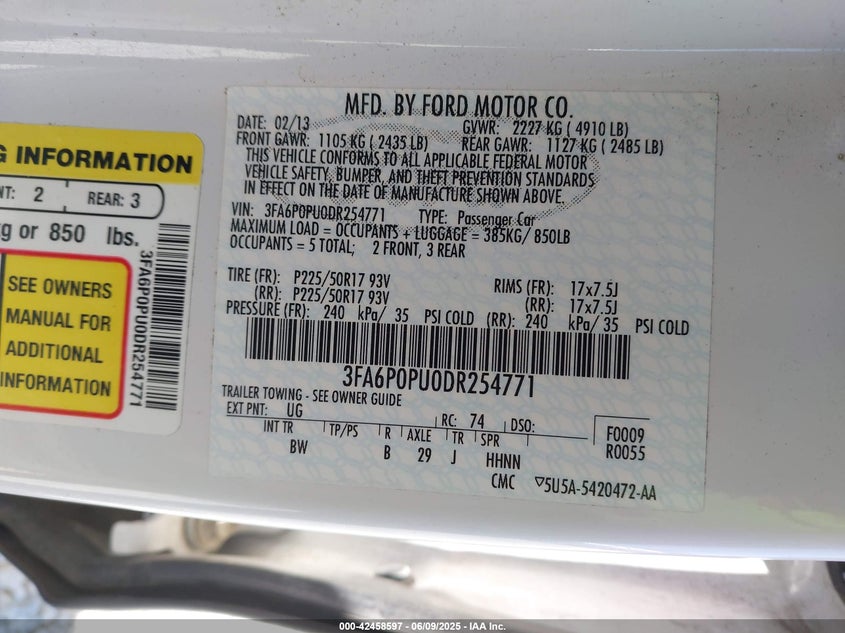 MFD. BY FORD MOTOR CO.
DATE: 02/13 GVWR: 2227 KG ( 4910 LB)
FRONT GAWR: 1105 KG ( 2435 LB) REAR GAWR: 1127 KG ( 2485 LB)
THIS VEHICLE CONFORMS TO ALL APPLICABLE FEDERAL MOTOR
VEHICLE SAFETY, BUMPER, AND THEFT PREVENTION STANDARDS
IN EFFECT ON THE DATE OF MANUFACTURE SHOWN ABOVE.
VIN: 3FA6P0PU0DR254771 TYPE: Passenger Car
MAXIMUM LOAD = OCCUPANTS + LUGGAGE = 385KG/ 850LB
OCCUPANTS = 5 TOTAL; 2 FRONT, 3 REAR
TIRE (FR): P225/50R17 93V RIMS (FR): 17x7.5J
(RR): P225/50R17 93V (RR): 17x7.5J
PRESSURE (FR): 240 kPa/ 35 PSI COLD (RR): 240 kPa/ 35 PSI COLD
3FA6P0PU0DR254771
TRAILER TOWING - SEE OWNER GUIDE
EXT PNT: UG RC: 74 DSO:
INT TR TP/PS R AXLE TR SPR F0009
BW B 29 J HHNN R0055
CMC ▽5U5A-5420472-AA
G INFORMATION
NT: 2 REAR: 3
kg or 850 lbs.
SEE OWNERS
MANUAL FOR
ADDITIONAL
INFORMATION
3FA6P0PU0DR254771
000-42458597 - 06/09/2025 - IAA Inc.